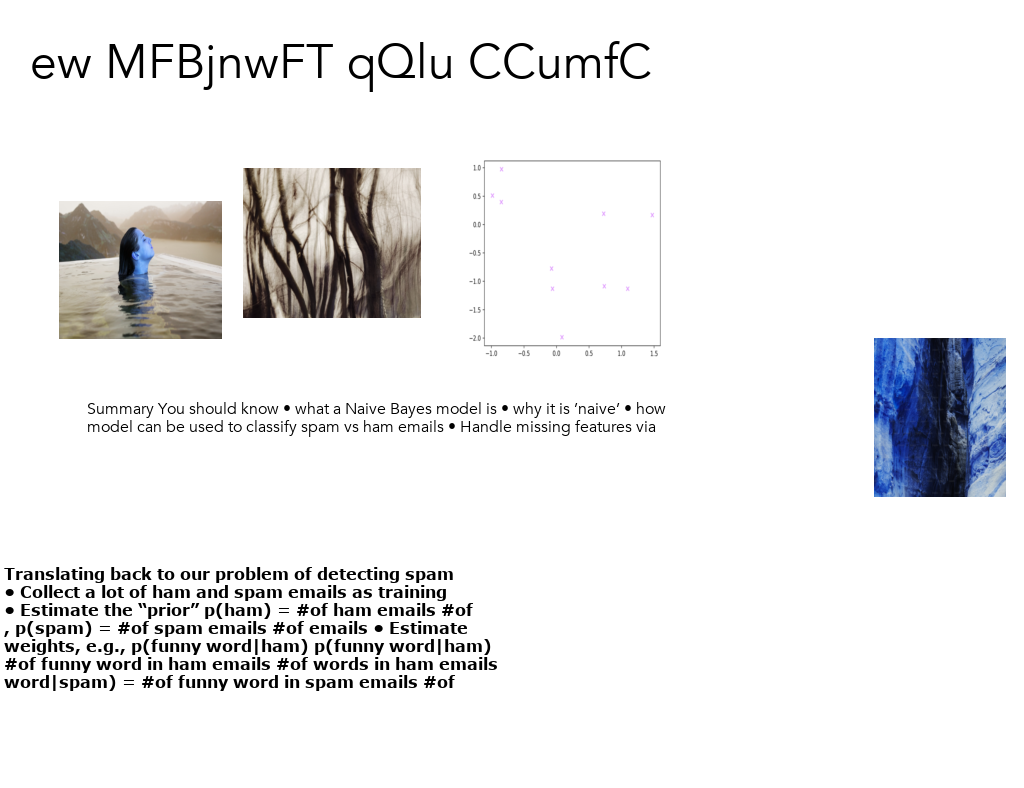 ew MFBjnwFT qQlu CCumfC
1.0
0.5
0.0
−0.5
−1.0
−1.5
−2.0
−1.0 −0.5 0.0 0.5 1.0 1.5
Summary You should know • what a Naive Bayes model is • why it is ‘naive’ • how
model can be used to classify spam vs ham emails • Handle missing features via
Translating back to our problem of detecting spam
• Collect a lot of ham and spam emails as training
• Estimate the “prior” p(ham) = #of ham emails #of
, p(spam) = #of spam emails #of emails • Estimate
weights, e.g., p(funny word|ham) p(funny word|ham)
#of funny word in ham emails #of words in ham emails
word|spam) = #of funny word in spam emails #of